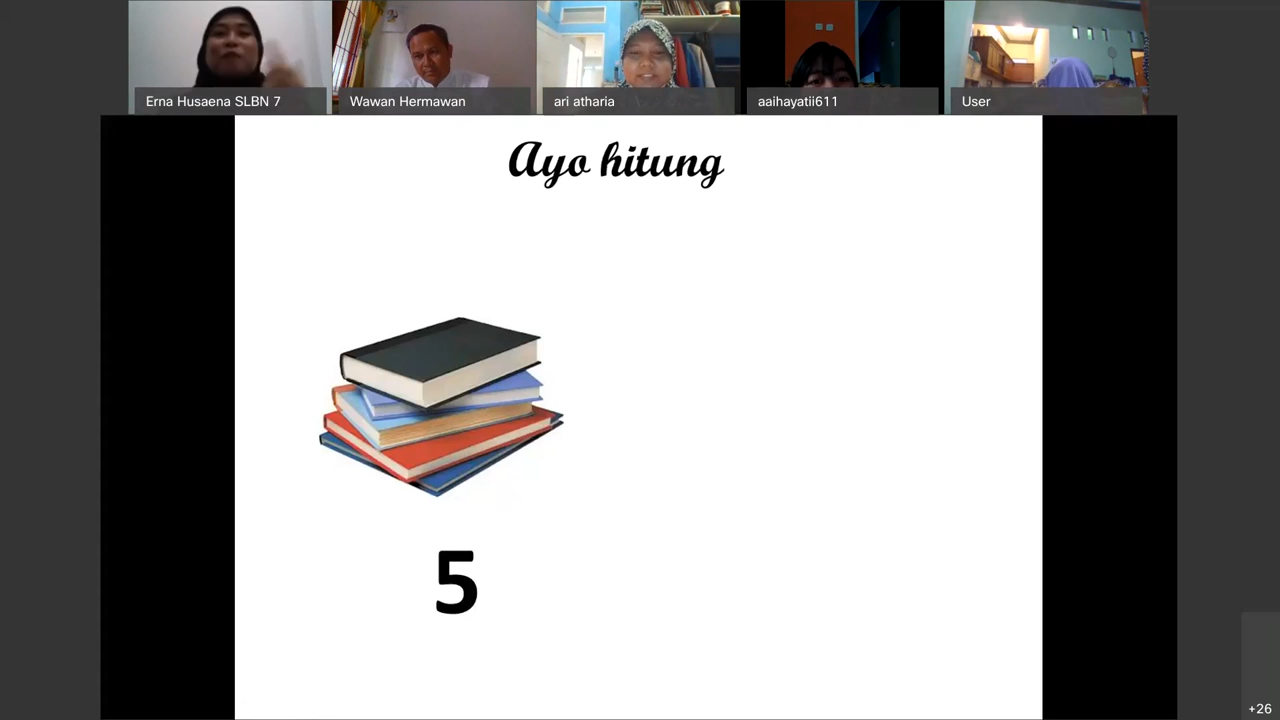 Erna Husaena SLBN 7
Wawan Hermawan
ari atharia
aaihayatii611
User
Ayo hitung
5
+26